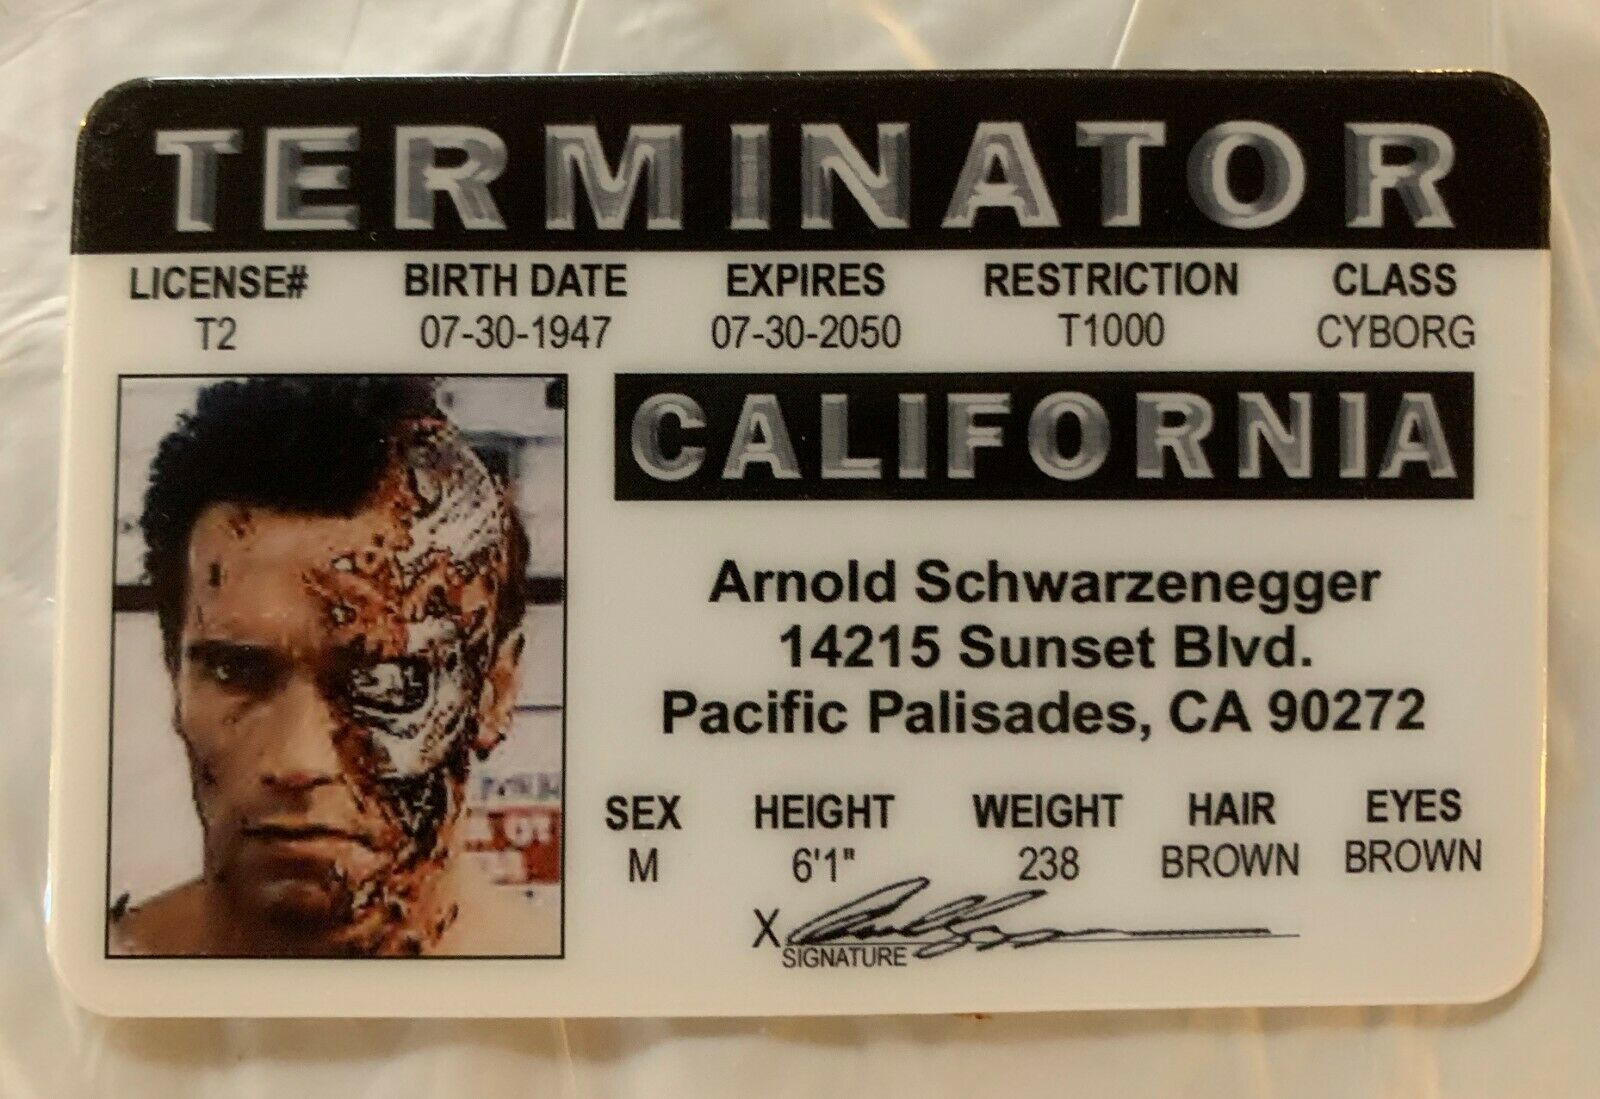 TERMINATOR
LICENSE# BIRTH DATE EXPIRES RESTRICTION CLASS
T2 07-30-1947 07-30-2050 T1000 CYBORG
CALIFORNIA
Arnold Schwarzenegger
14215 Sunset Blvd.
Pacific Palisades, CA 90272
SEX HEIGHT WEIGHT HAIR EYES
M 6'1" 238 BROWN BROWN
X
SIGNATURE